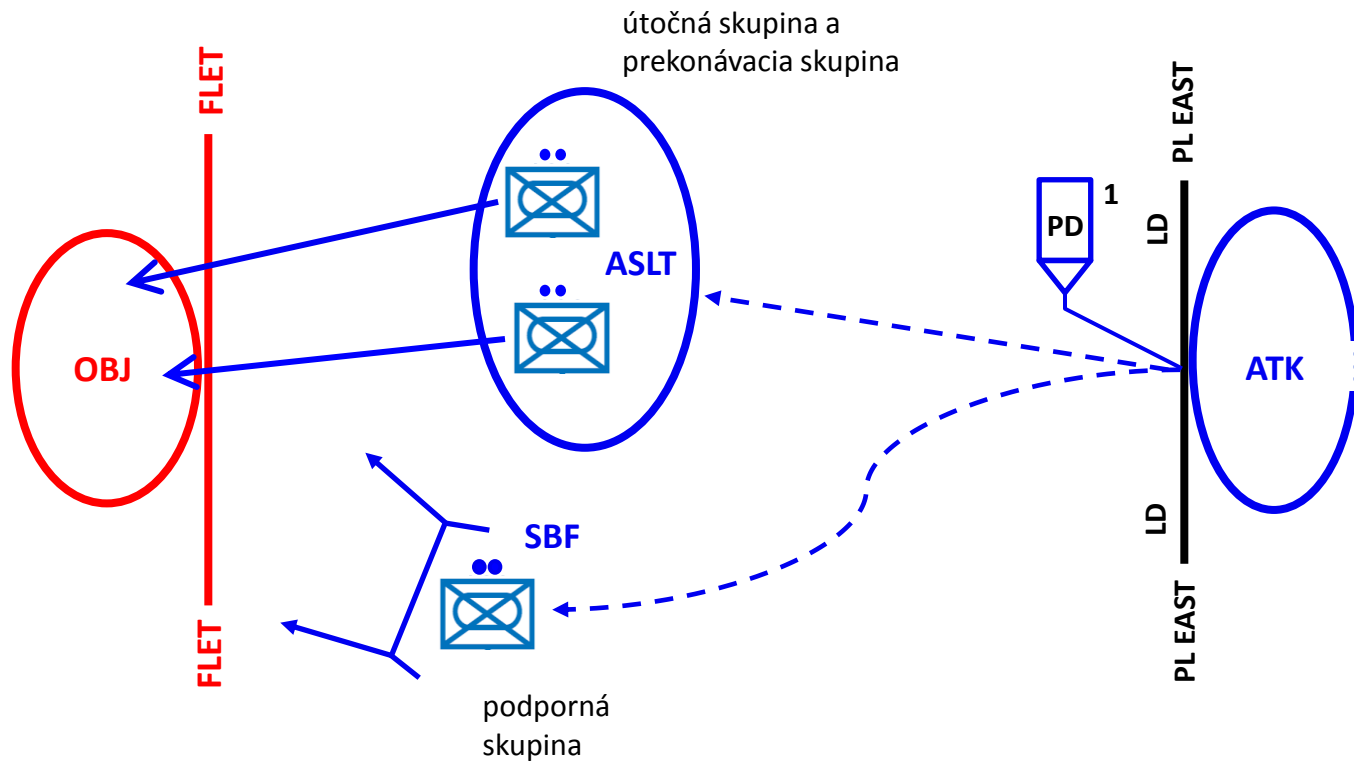 útočná skupina a
prekonávacia skupina
FLET
PL EAST
1
PD
LD
ASLT
OBJ
ATK
SBF
LD
FLET
PL EAST
podporná
skupina